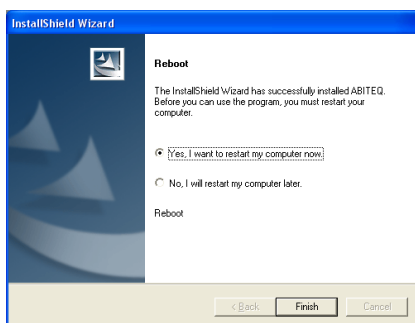 InstallShield Wizard
Reboot
The InstallShield Wizard has successfully installed ABITEQ.
Before you can use the program, you must restart your
computer.
Yes, I want to restart my computer now.
No, I will restart my computer later.
Reboot
< Back
Finish
Cancel